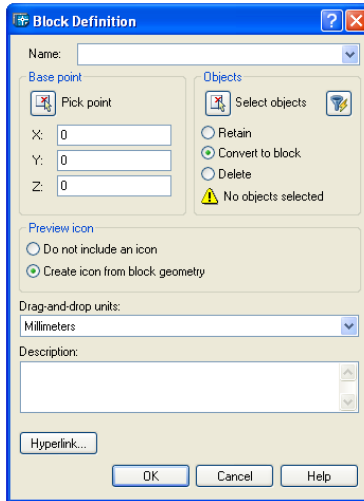 Block Definition
Name:
Base point
Pick point
X: 0
Y: 0
Z: 0
Objects
Select objects
Retain
Convert to block
Delete
No objects selected
Preview icon
Do not include an icon
Create icon from block geometry
Drag-and-drop units:
Millimeters
Description:
Hyperlink...
OK Cancel Help